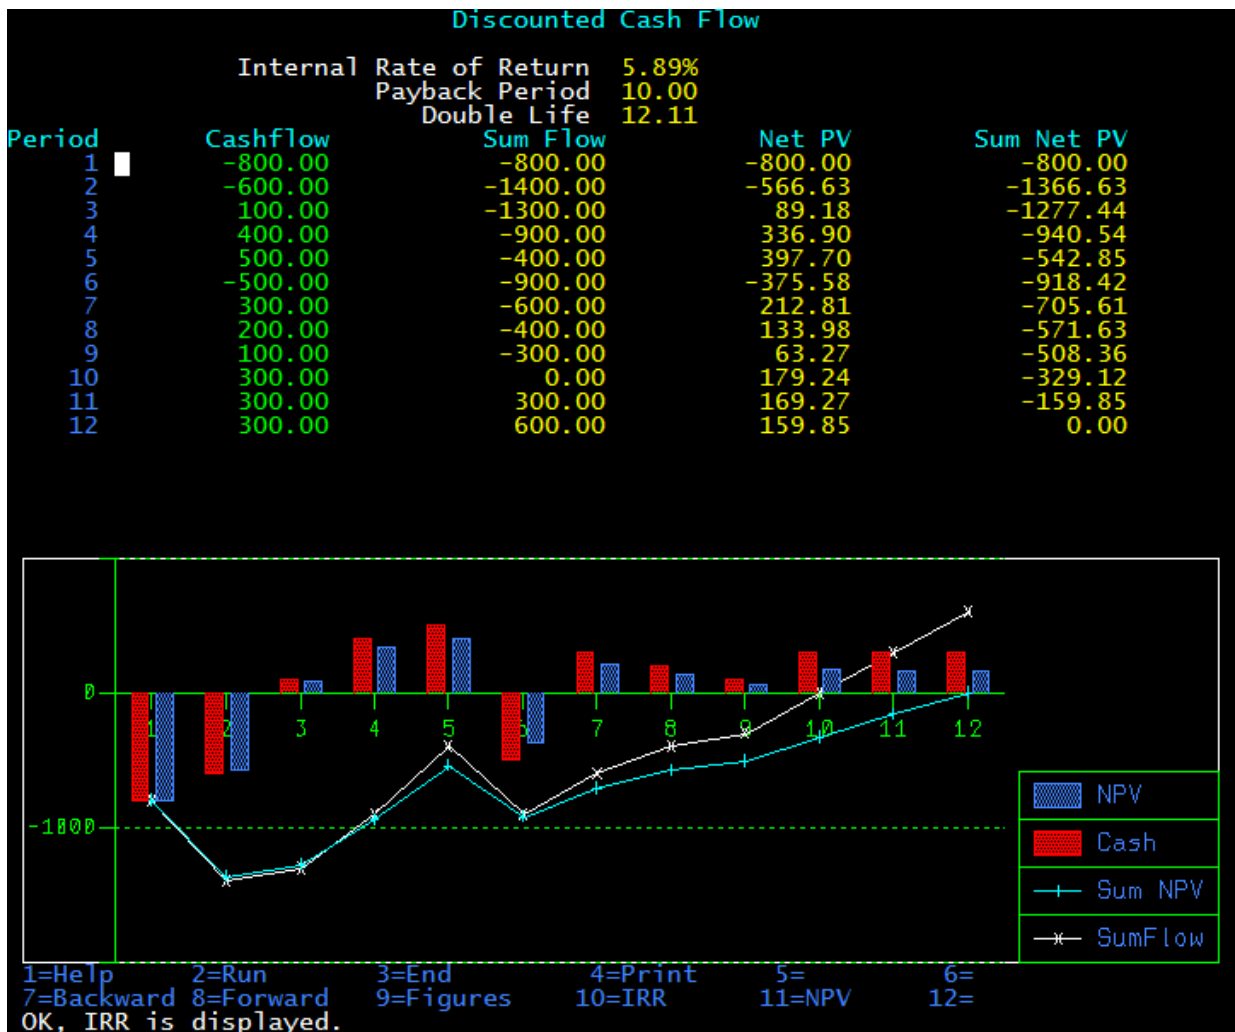 Discounted Cash Flow
Internal Rate of Return 5.89%
Payback Period 10.00
Double Life 12.11
Period Cashflow Sum Flow Net PV Sum Net PV
1 -800.00 -800.00 -800.00 -800.00
2 -600.00 -1400.00 -566.63 -1366.63
3 100.00 -1300.00 89.18 -1277.44
4 400.00 -900.00 336.90 -940.54
5 500.00 -400.00 397.70 -542.85
6 -500.00 -900.00 -375.58 -918.42
7 300.00 -600.00 212.81 -705.61
8 200.00 -400.00 133.98 -571.63
9 100.00 -300.00 63.27 -508.36
10 300.00 0.00 179.24 -329.12
11 300.00 300.00 169.27 -159.85
12 300.00 600.00 159.85 0.00
0
1 2 3 4 5 6 7 8 9 10 11 12
-1000
NPV
Cash
Sum NPV
SumFlow
1=Help 2=Run 3=End 4=Print 5= 6=
7=Backward 8=Forward 9=Figures 10=IRR 11=NPV 12=
OK, IRR is displayed.